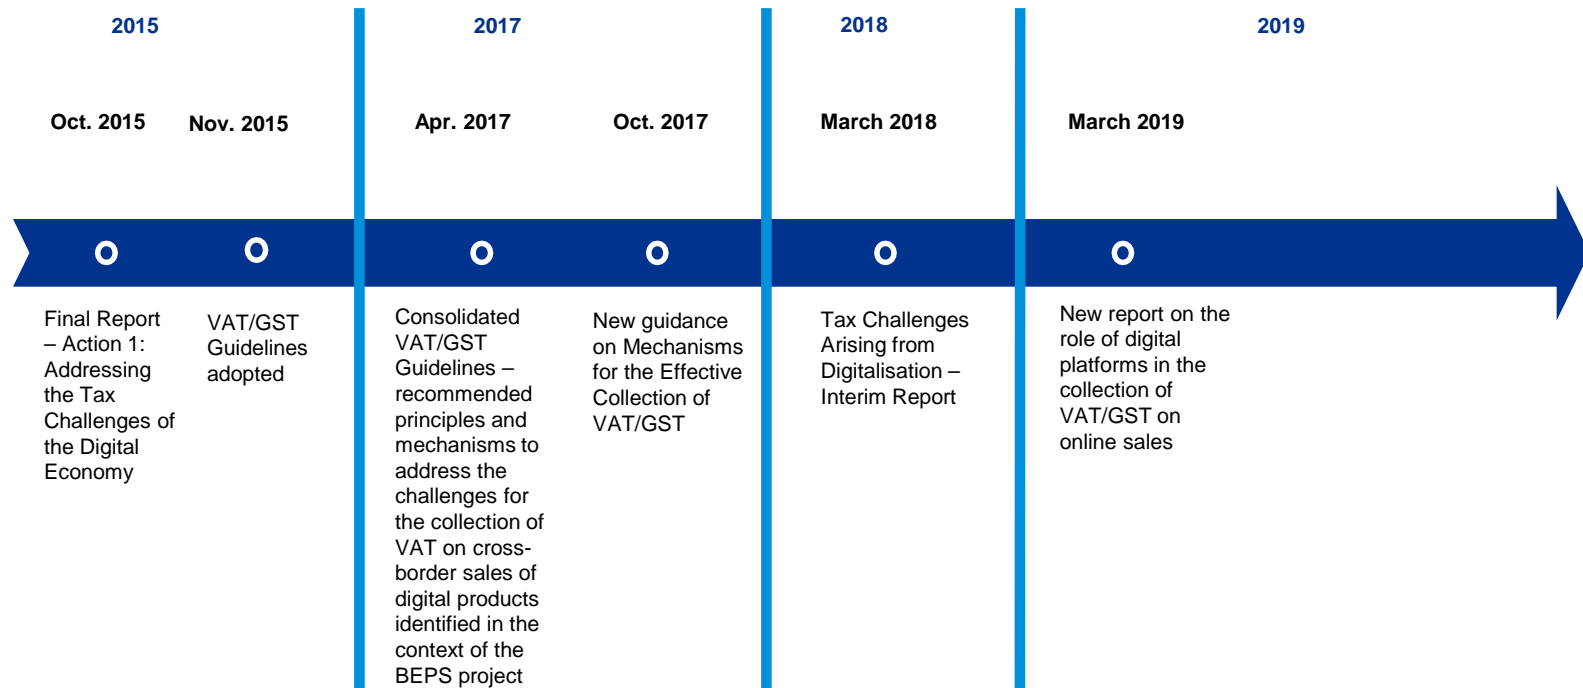 2015
2017
2018
2019
Oct. 2015
Nov. 2015
Apr. 2017
Oct. 2017
March 2018
March 2019
Final Report
– Action 1:
Addressing
the Tax
Challenges of
the Digital
Economy
VAT/GST
Guidelines
adopted
Consolidated
VAT/GST
Guidelines –
recommended
principles and
mechanisms to
address the
challenges for
the collection of
VAT on cross-
border sales of
digital products
identified in the
context of the
BEPS project
New guidance
on Mechanisms
for the Effective
Collection of
VAT/GST
Tax Challenges
Arising from
Digitalisation –
Interim Report
New report on the
role of digital
platforms in the
collection of
VAT/GST on
online sales